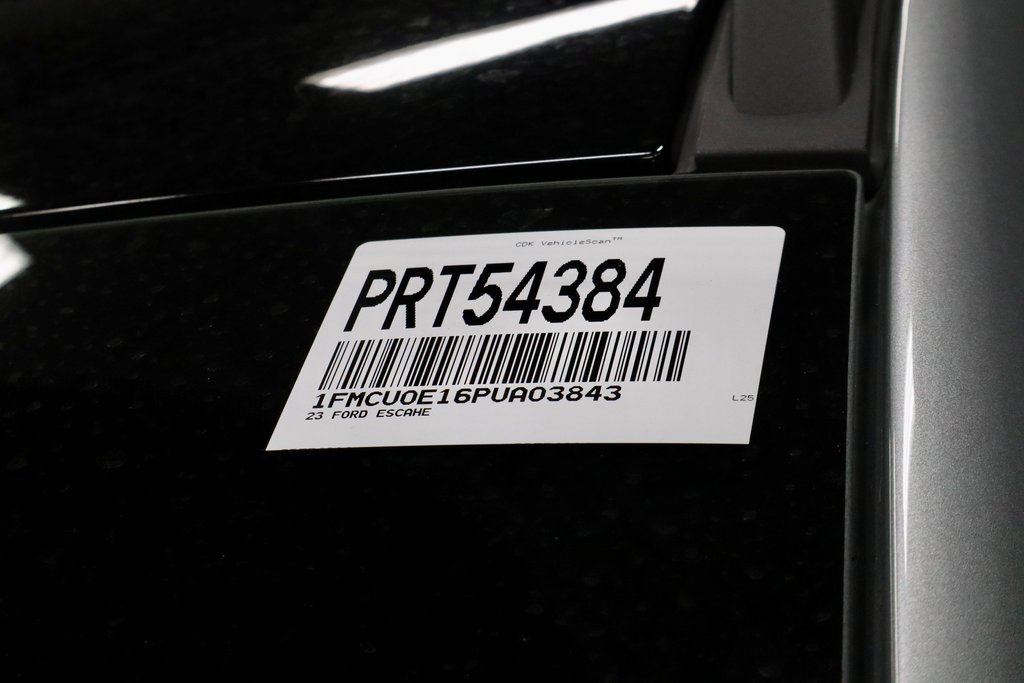 CDK VehicleScan™
PRT54384
1FMCU0E16PUA03843
L25
23 FORD ESCAHE